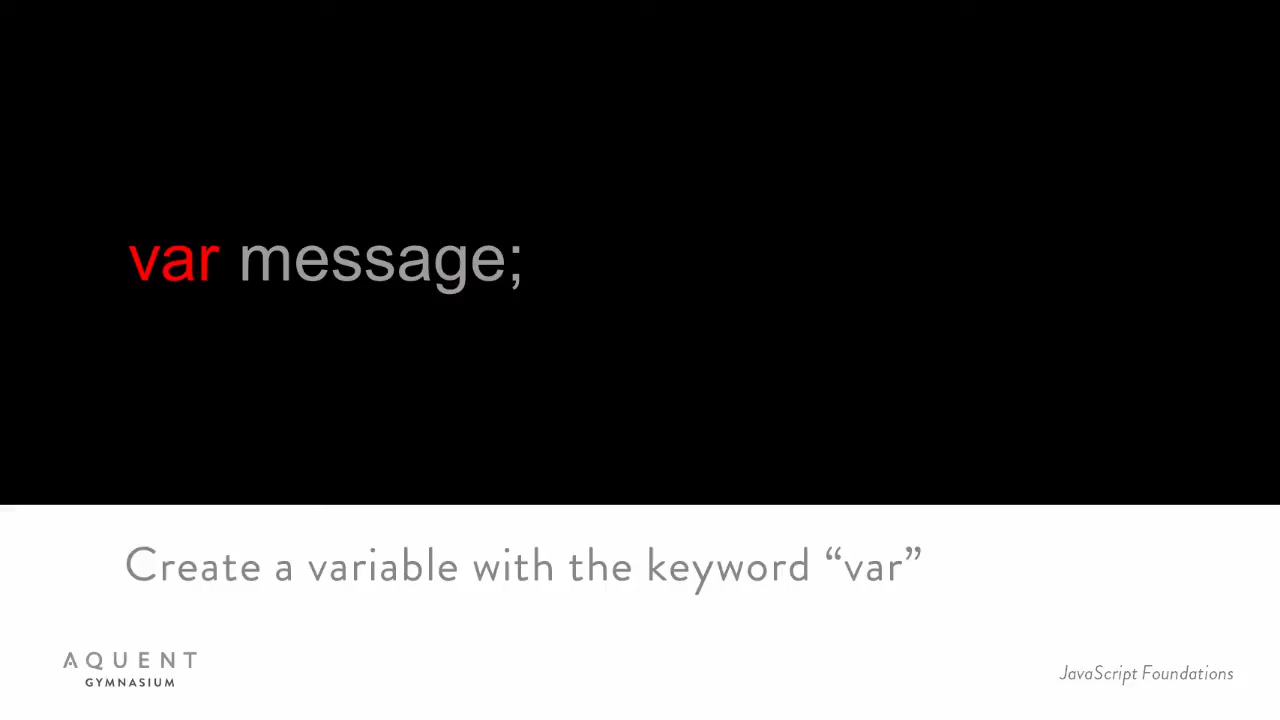 var message;
Create a variable with the keyword “var”
AQUENT
GYMNASIUM
JavaScript Foundations